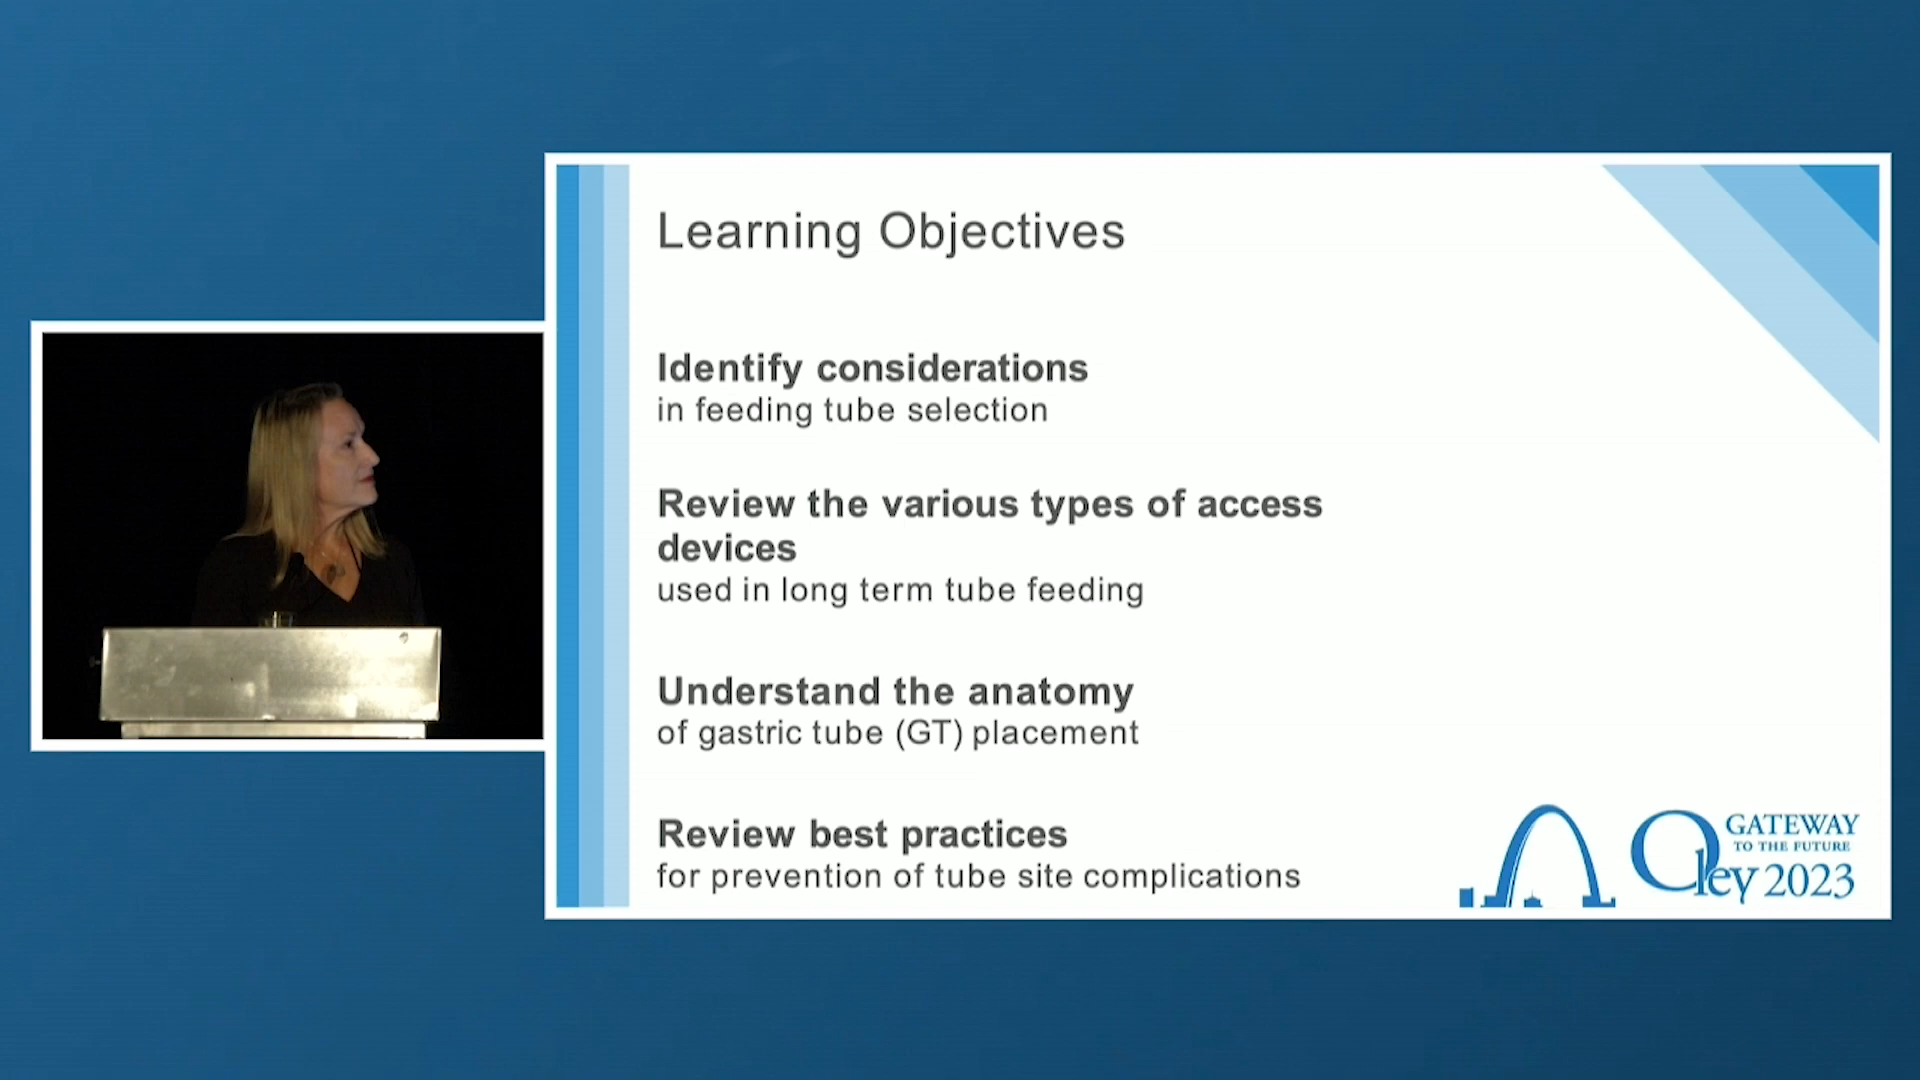 Learning Objectives
Identify considerations
in feeding tube selection
Review the various types of access
devices
used in long term tube feeding
Understand the anatomy
of gastric tube (GT) placement
Review best practices
for prevention of tube site complications
GATEWAY
TO THE FUTURE
Oley 2023